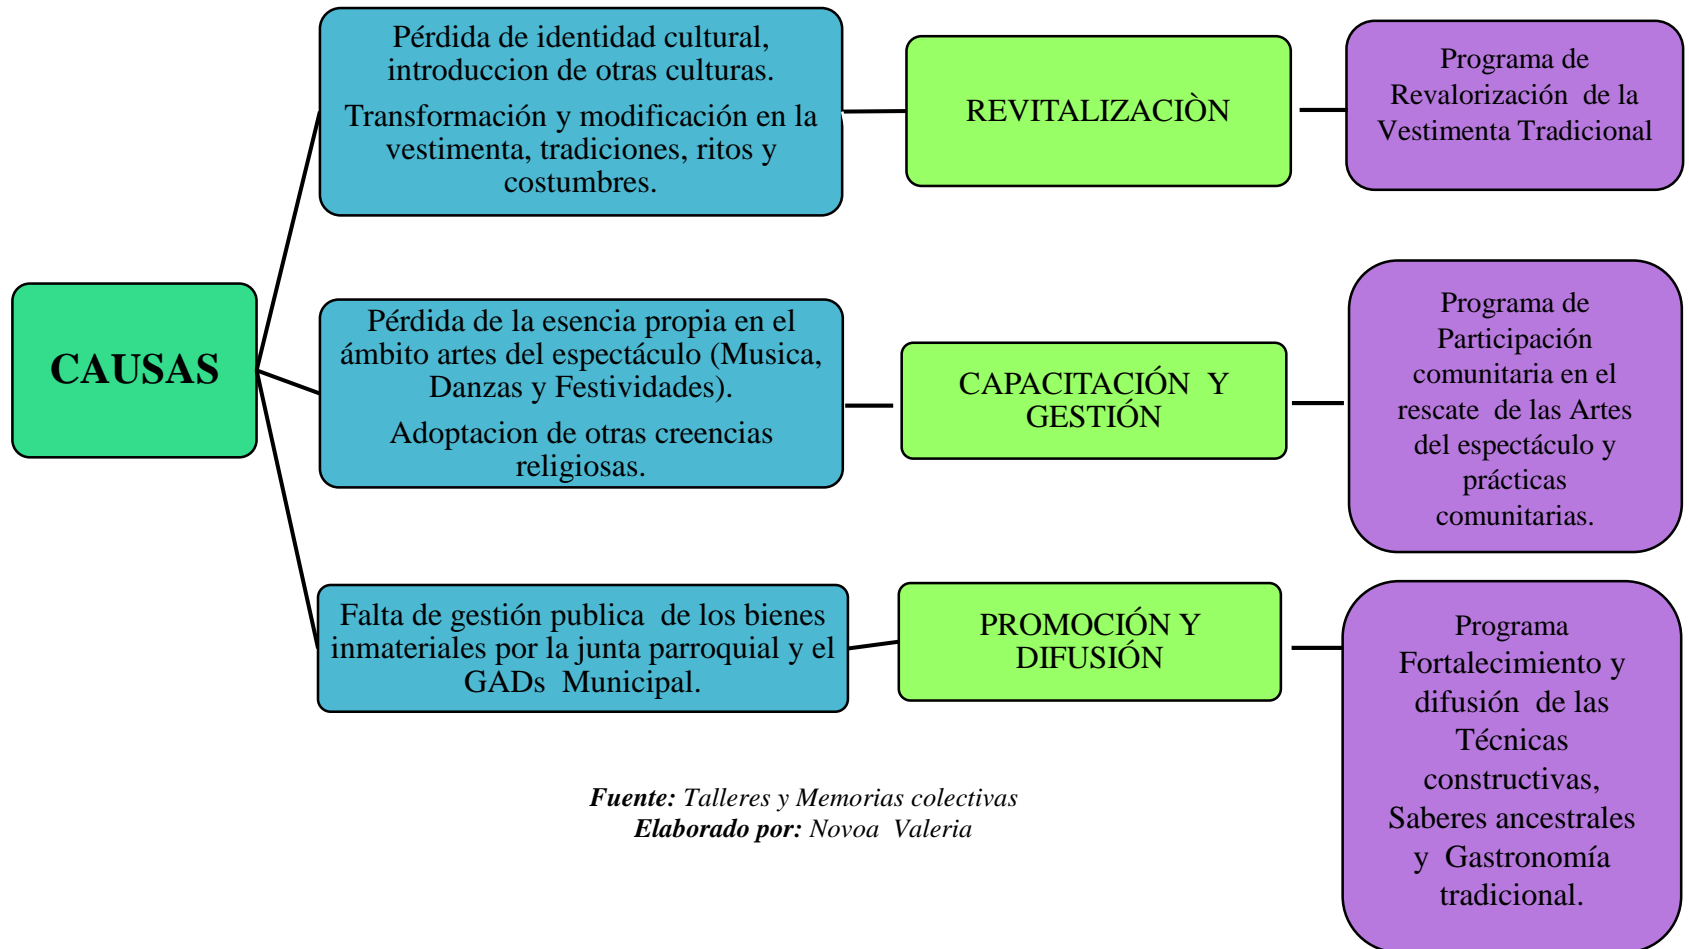 CAUSAS
Pérdida de identidad cultural,
introduccion de otras culturas.
Transformación y modificación en la
vestimenta, tradiciones, ritos y
costumbres.
REVITALIZACIÒN
Programa de
Revalorización de la
Vestimenta Tradicional
Pérdida de la esencia propia en el
ámbito artes del espectáculo (Musica,
Danzas y Festividades).
Adoptacion de otras creencias
religiosas.
CAPACITACIÓN Y
GESTIÓN
Programa de
Participación
comunitaria en el
rescate de las Artes
del espectáculo y
prácticas
comunitarias.
Falta de gestión publica de los bienes
inmateriales por la junta parroquial y el
GADs Municipal.
PROMOCIÓN Y
DIFUSIÓN
Programa
Fortalecimiento y
difusión de las
Técnicas
constructivas,
Saberes ancestrales
y Gastronomía
tradicional.
Fuente: Talleres y Memorias colectivas
Elaborado por: Novoa Valeria